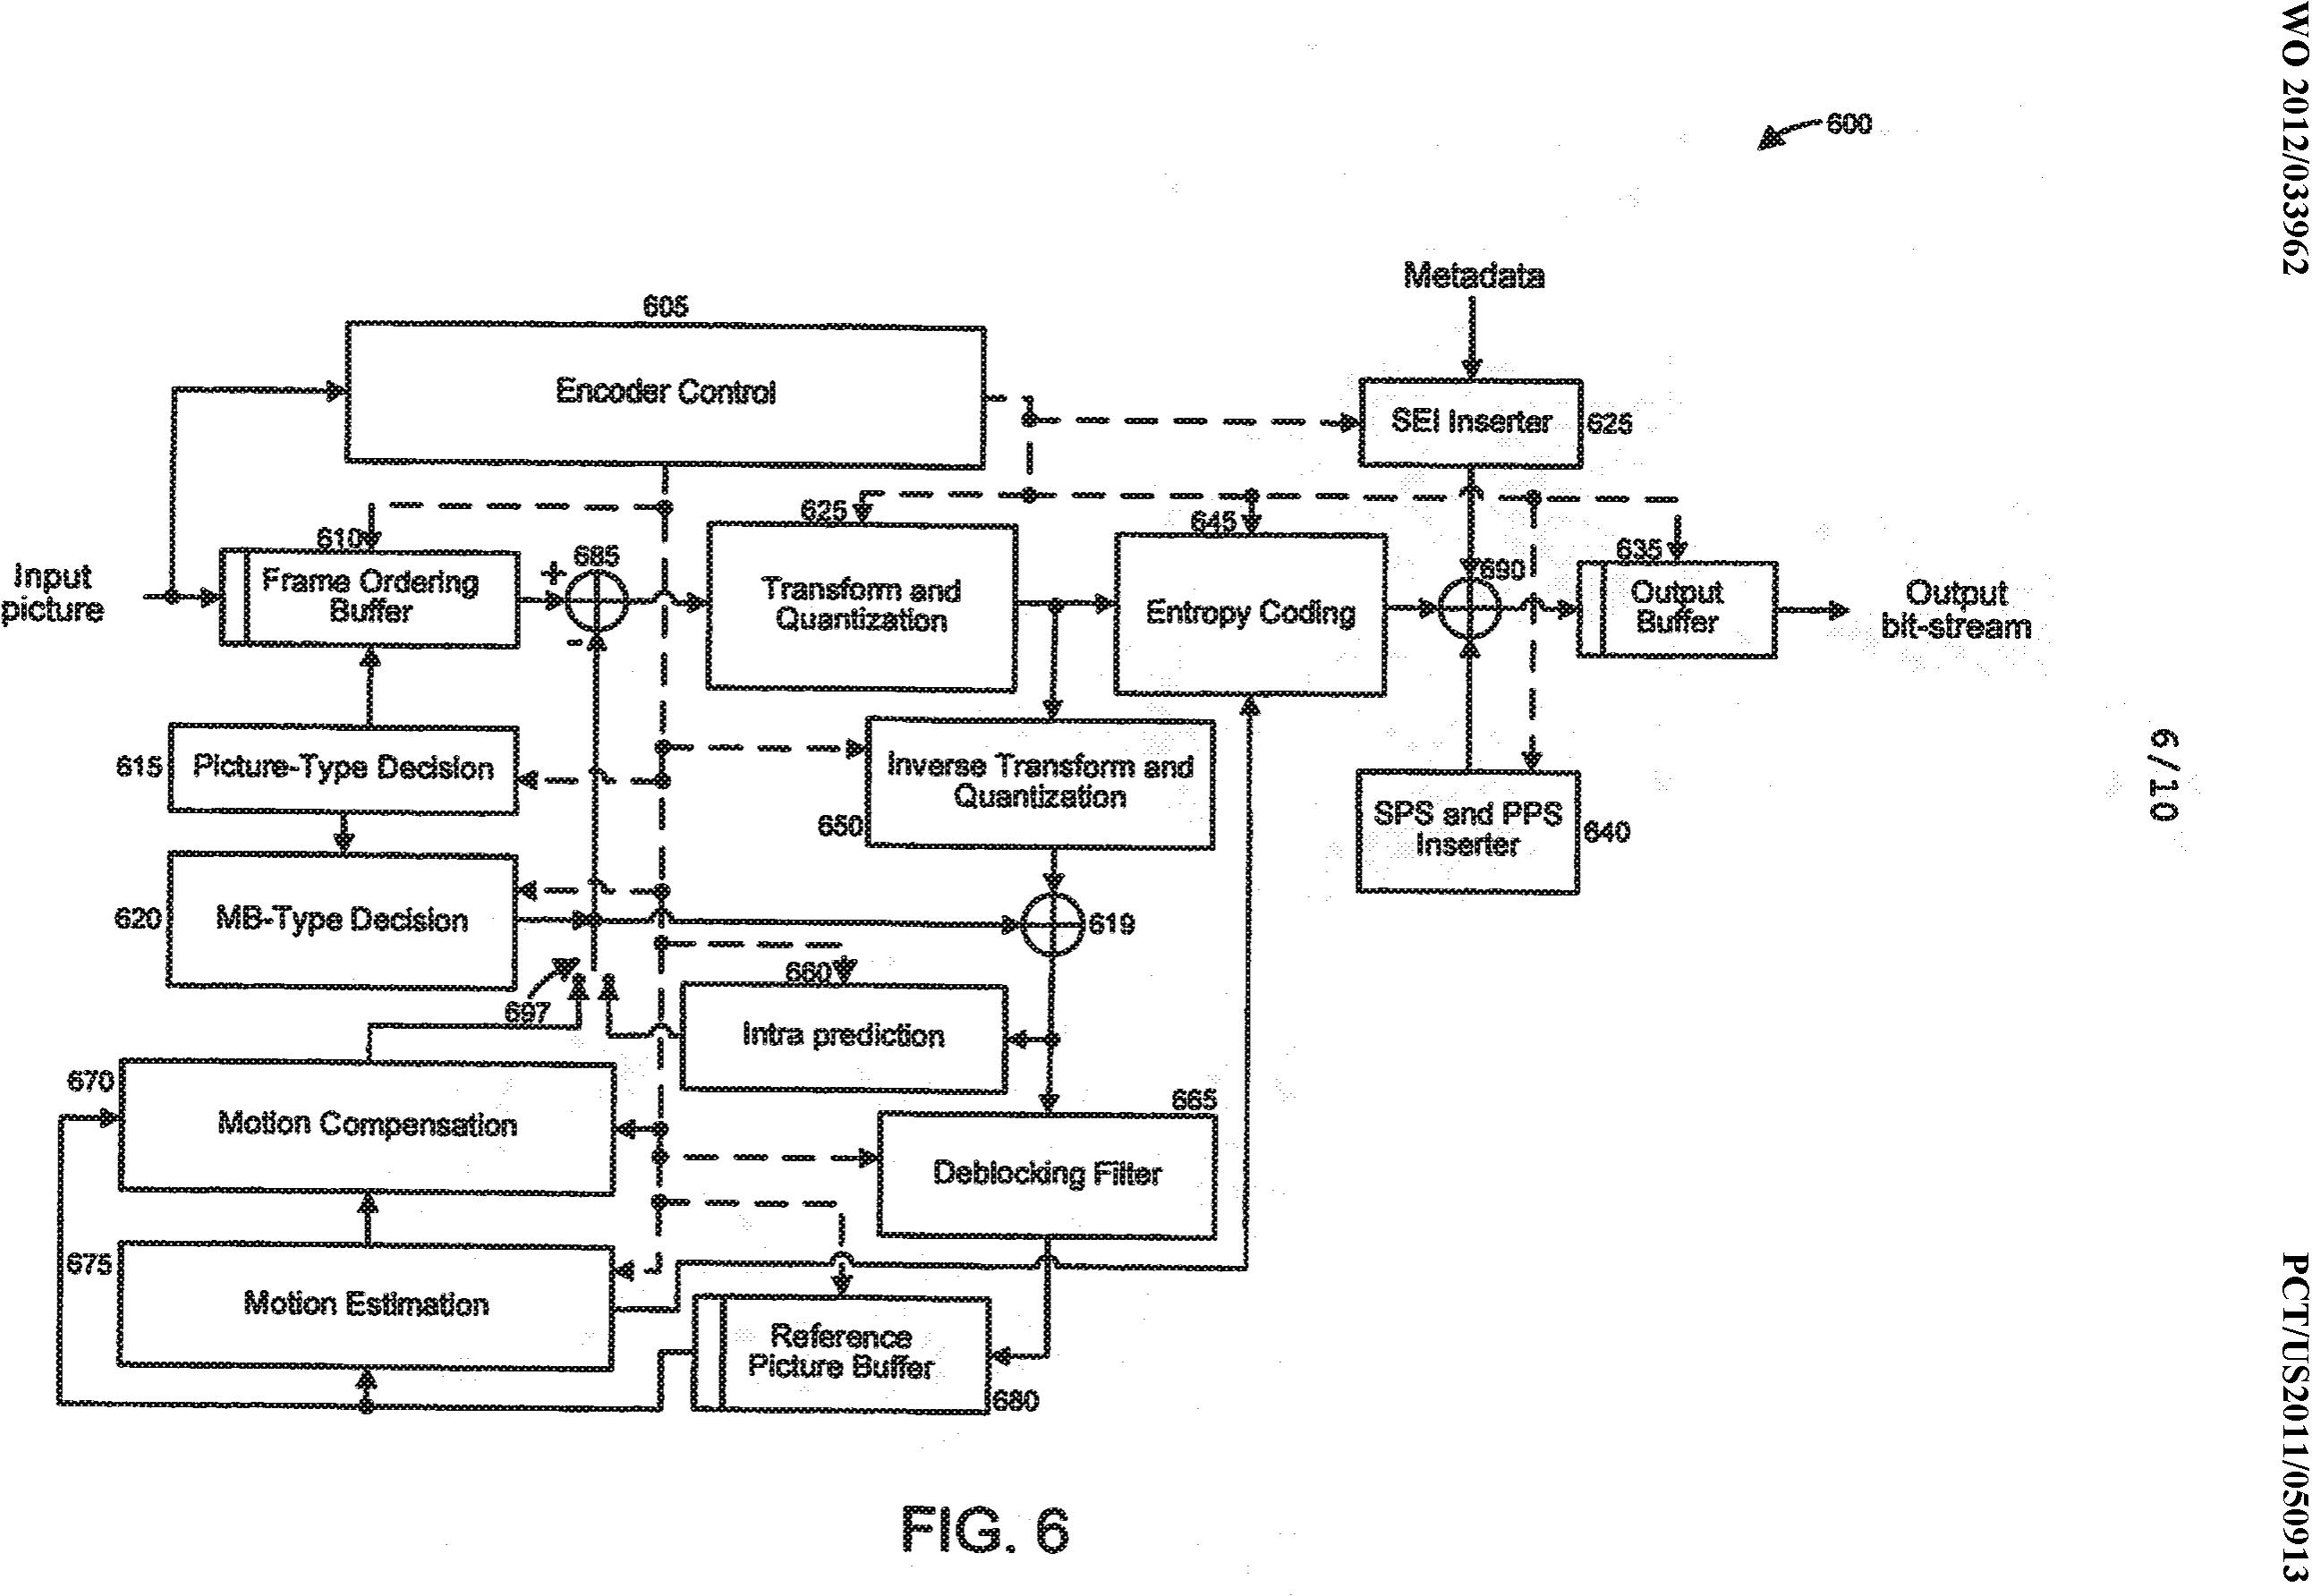 WO 2012/033962
PCT/US2011/050913
6/10
600
Metadata
605
Encoder Control
SEI Inserter
625
Input
picture
610
Frame Ordering
Buffer
+
685
-
625
Transform and
Quantization
645
Entropy Coding
690
635
Output
Buffer
Output
bit-stream
615
Picture-Type Decision
Inverse Transform and
Quantization
650
SPS and PPS
Inserter
640
620
MB-Type Decision
619
697
660
Intra prediction
670
Motion Compensation
665
Deblocking Filter
675
Motion Estimation
Reference
Picture Buffer
680
FIG. 6